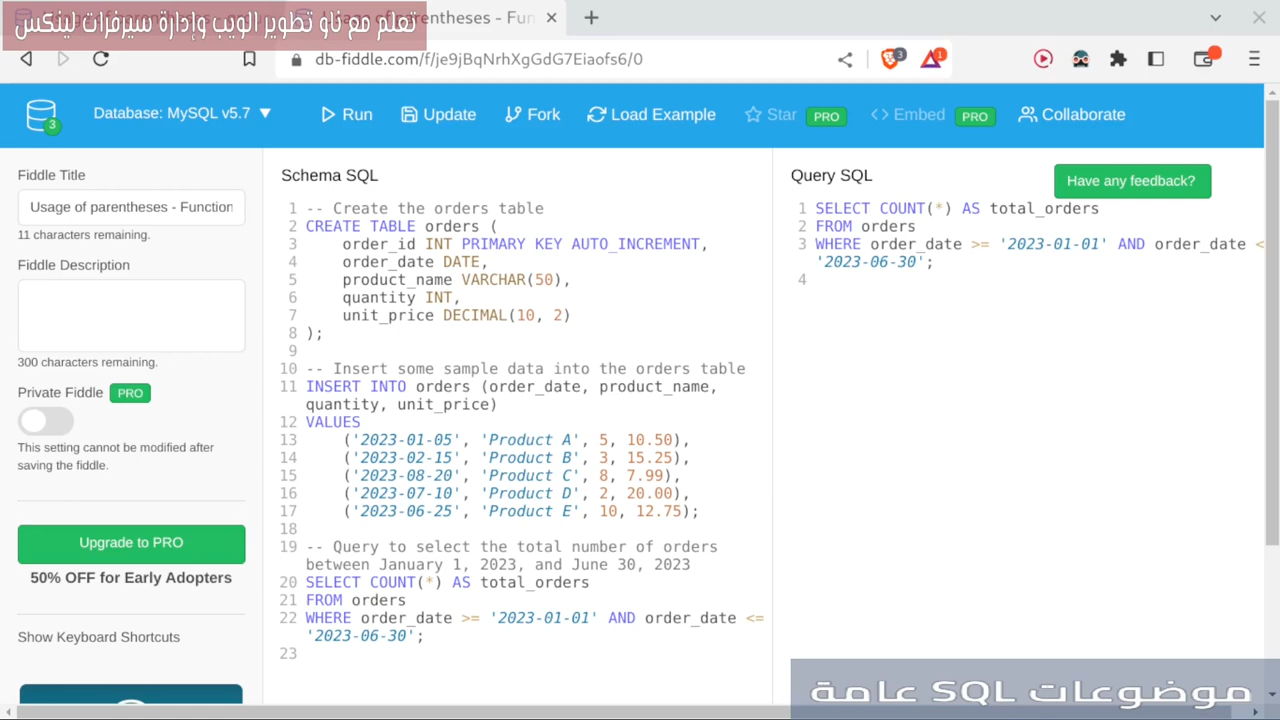 تعلم مع ناو تطوير الويب وإدارة سيرفرات لينكس
theses - Fun
db-fiddle.com/f/je9jBqNrhXgGdG7Eiaofs6/0
3
1
3
Database: MySQL v5.7
Run
Update
Fork
Load Example
Star PRO
Embed PRO
Collaborate
Fiddle Title
Usage of parentheses - Function
11 characters remaining.
Fiddle Description
300 characters remaining.
Private Fiddle PRO
This setting cannot be modified after
saving the fiddle.
Upgrade to PRO
50% OFF for Early Adopters
Show Keyboard Shortcuts
Schema SQL
1 -- Create the orders table
2 CREATE TABLE orders (
3 order_id INT PRIMARY KEY AUTO_INCREMENT,
4 order_date DATE,
5 product_name VARCHAR(50),
6 quantity INT,
7 unit_price DECIMAL(10, 2)
8 );
9
10 -- Insert some sample data into the orders table
11 INSERT INTO orders (order_date, product_name,
quantity, unit_price)
12 VALUES
13 ('2023-01-05', 'Product A', 5, 10.50),
14 ('2023-02-15', 'Product B', 3, 15.25),
15 ('2023-08-20', 'Product C', 8, 7.99),
16 ('2023-07-10', 'Product D', 2, 20.00),
17 ('2023-06-25', 'Product E', 10, 12.75);
18
19 -- Query to select the total number of orders
between January 1, 2023, and June 30, 2023
20 SELECT COUNT(*) AS total_orders
21 FROM orders
22 WHERE order_date >= '2023-01-01' AND order_date <=
'2023-06-30';
23
Query SQL
Have any feedback?
1 SELECT COUNT(*) AS total_orders
2 FROM orders
3 WHERE order_date >= '2023-01-01' AND order_date <
'2023-06-30';
4
موضوعات SQL عامة